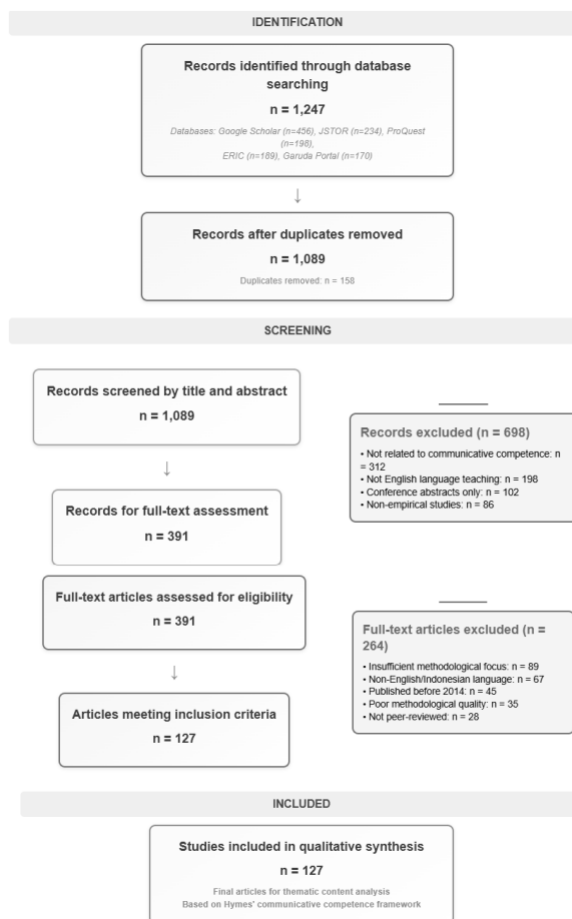 IDENTIFICATION
Records identified through database
searching
n = 1,247
Databases: Google Scholar (n=456), JSTOR (n=234), ProQuest
(n=198),
ERIC (n=189), Garuda Portal (n=170)
↓
Records after duplicates removed
n = 1,089
Duplicates removed: n = 158
SCREENING
Records screened by title and abstract
n = 1,089
↓
Records for full-text assessment
n = 391
Records excluded (n = 698)
• Not related to communicative competence: n
= 312
• Not English language teaching: n = 198
• Conference abstracts only: n = 102
• Non-empirical studies: n = 86
Full-text articles assessed for eligibility
n = 391
↓
Articles meeting inclusion criteria
n = 127
Full-text articles excluded (n =
264)
• Insufficient methodological focus: n = 89
• Non-English/Indonesian language: n = 67
• Published before 2014: n = 45
• Poor methodological quality: n = 35
• Not peer-reviewed: n = 28
INCLUDED
Studies included in qualitative synthesis
n = 127
Final articles for thematic content analysis
Based on Hymes' communicative competence framework